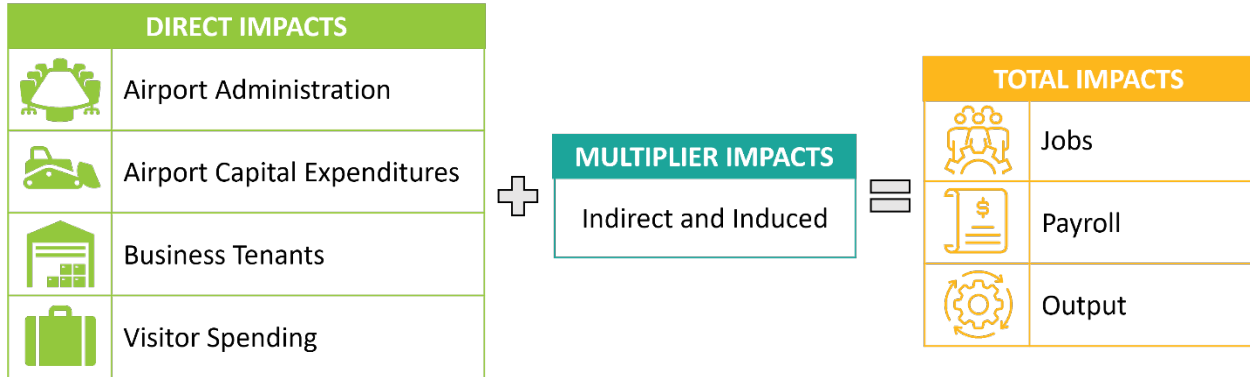 DIRECT IMPACTS
Airport Administration
Airport Capital Expenditures
Business Tenants
Visitor Spending
MULTIPLIER IMPACTS
Indirect and Induced
TOTAL IMPACTS
$
Jobs
Payroll
Output